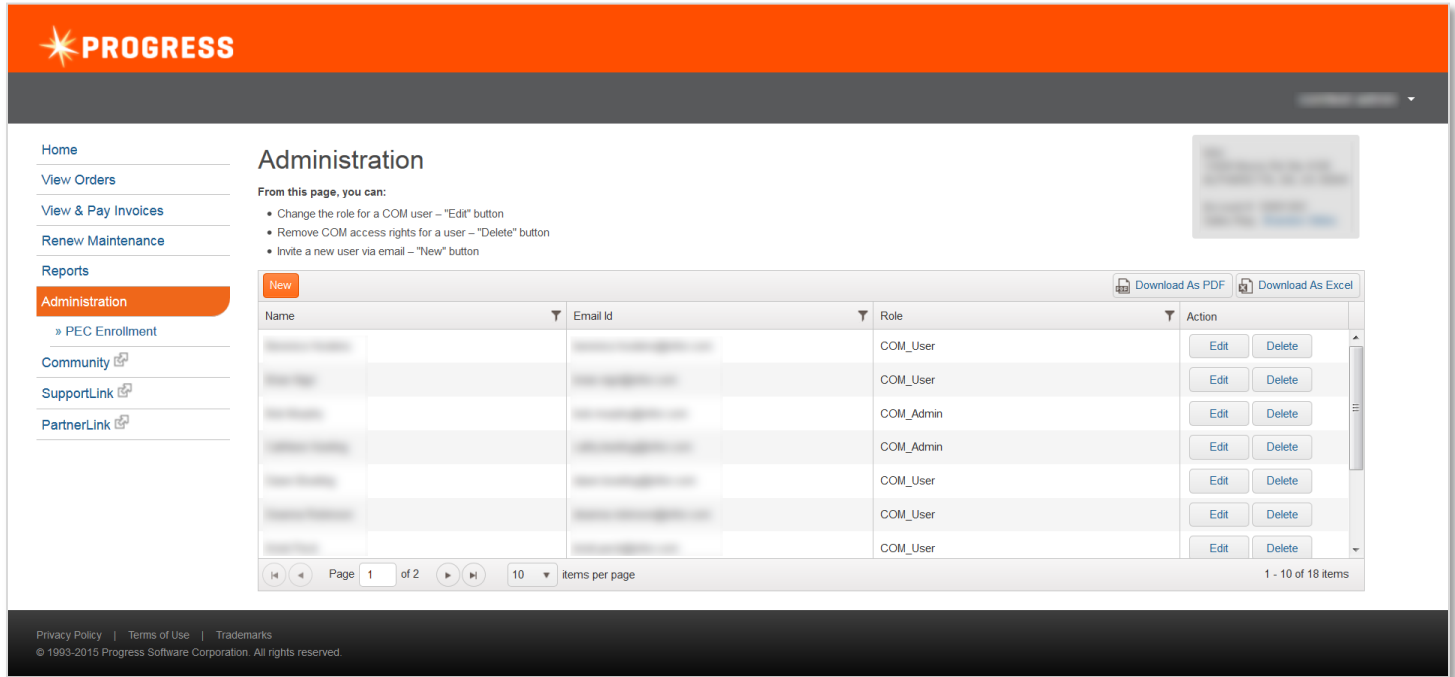 PROGRESS
Home
View Orders
View & Pay Invoices
Renew Maintenance
Reports
Administration
» PEC Enrollment
Community
SupportLink
PartnerLink
Administration
From this page, you can:
• Change the role for a COM user – "Edit" button
• Remove COM access rights for a user – "Delete" button
• Invite a new user via email – "New" button
New Download As PDF Download As Excel
Name Email Id Role Action
COM_User Edit Delete
COM_User Edit Delete
COM_Admin Edit Delete
COM_Admin Edit Delete
COM_User Edit Delete
COM_User Edit Delete
COM_User Edit Delete
Page 1 of 2 10 items per page 1 - 10 of 18 items
Privacy Policy | Terms of Use | Trademarks
© 1993-2015 Progress Software Corporation. All rights reserved.